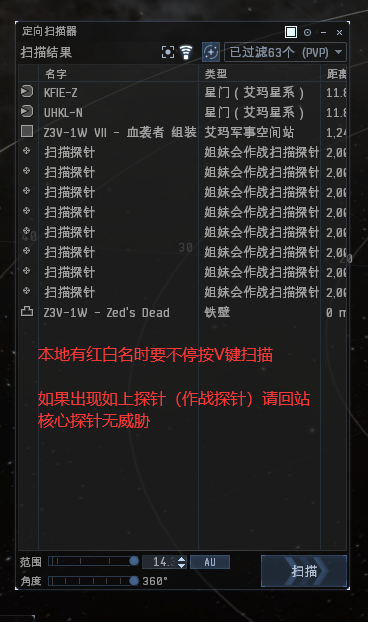 定向扫描器
扫描结果 已过滤63个 (PVP)
名字 类型 距离
KFIE-Z 星门（艾玛星系） 11.8
UHKL-N 星门（艾玛星系） 11.8
Z3V-1W VII - 血袭者 组装 艾玛军事空间站 1,24
扫描探针 姐妹会作战扫描探针 2,00
扫描探针 姐妹会作战扫描探针 2,00
扫描探针 姐妹会作战扫描探针 2,00
扫描探针 姐妹会作战扫描探针 2,00
扫描探针 姐妹会作战扫描探针 2,00
扫描探针 姐妹会作战扫描探针 2,00
扫描探针 姐妹会作战扫描探针 2,00
扫描探针 姐妹会作战扫描探针 2,00
Z3V-1W - Zed's Dead 铁壁 0 m
40 30 20
本地有红白名时要不停按V键扫描
如果出现如上探针（作战探针）请回站
核心探针无威胁
范围 14. AU 扫描
角度 360°